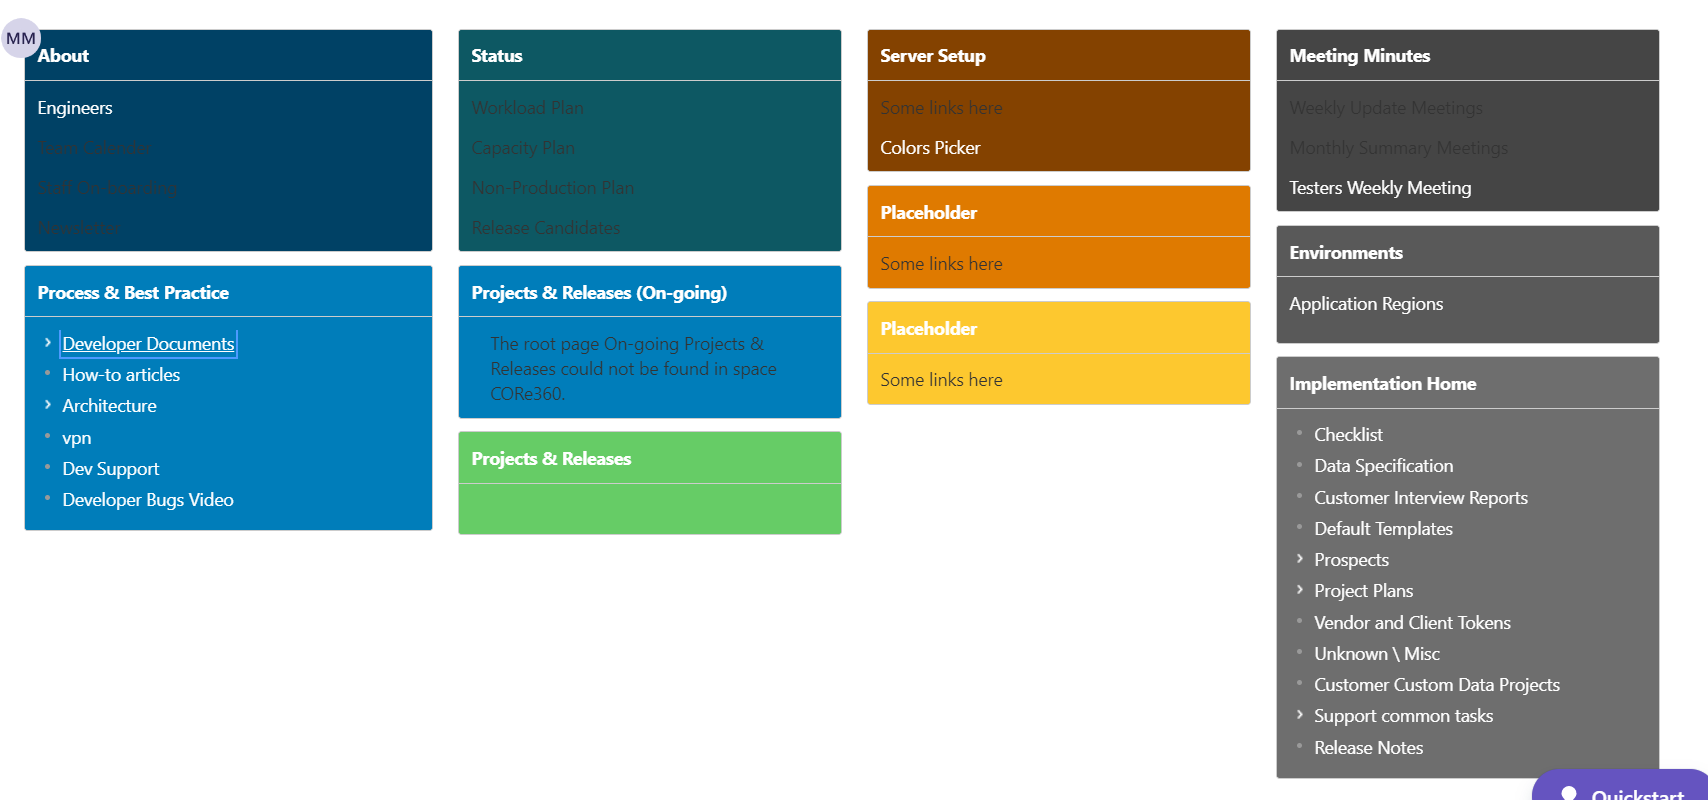 MM
About
Engineers
Process & Best Practice
Developer Documents
How-to articles
Architecture
vpn
Dev Support
Developer Bugs Video
Status
Workload Plan
Capacity Plan
Non-Production Plan
Release Candidates
Projects & Releases (On-going)
The root page On-going Projects &
Releases could not be found in space
CORe360.
Projects & Releases
Server Setup
Some links here
Colors Picker
Placeholder
Some links here
Placeholder
Some links here
Meeting Minutes
Weekly Update Meetings
Monthly Summary Meetings
Testers Weekly Meeting
Environments
Application Regions
Implementation Home
Checklist
Data Specification
Customer Interview Reports
Default Templates
Prospects
Project Plans
Vendor and Client Tokens
Unknown \ Misc
Customer Custom Data Projects
Support common tasks
Release Notes
Quickstart